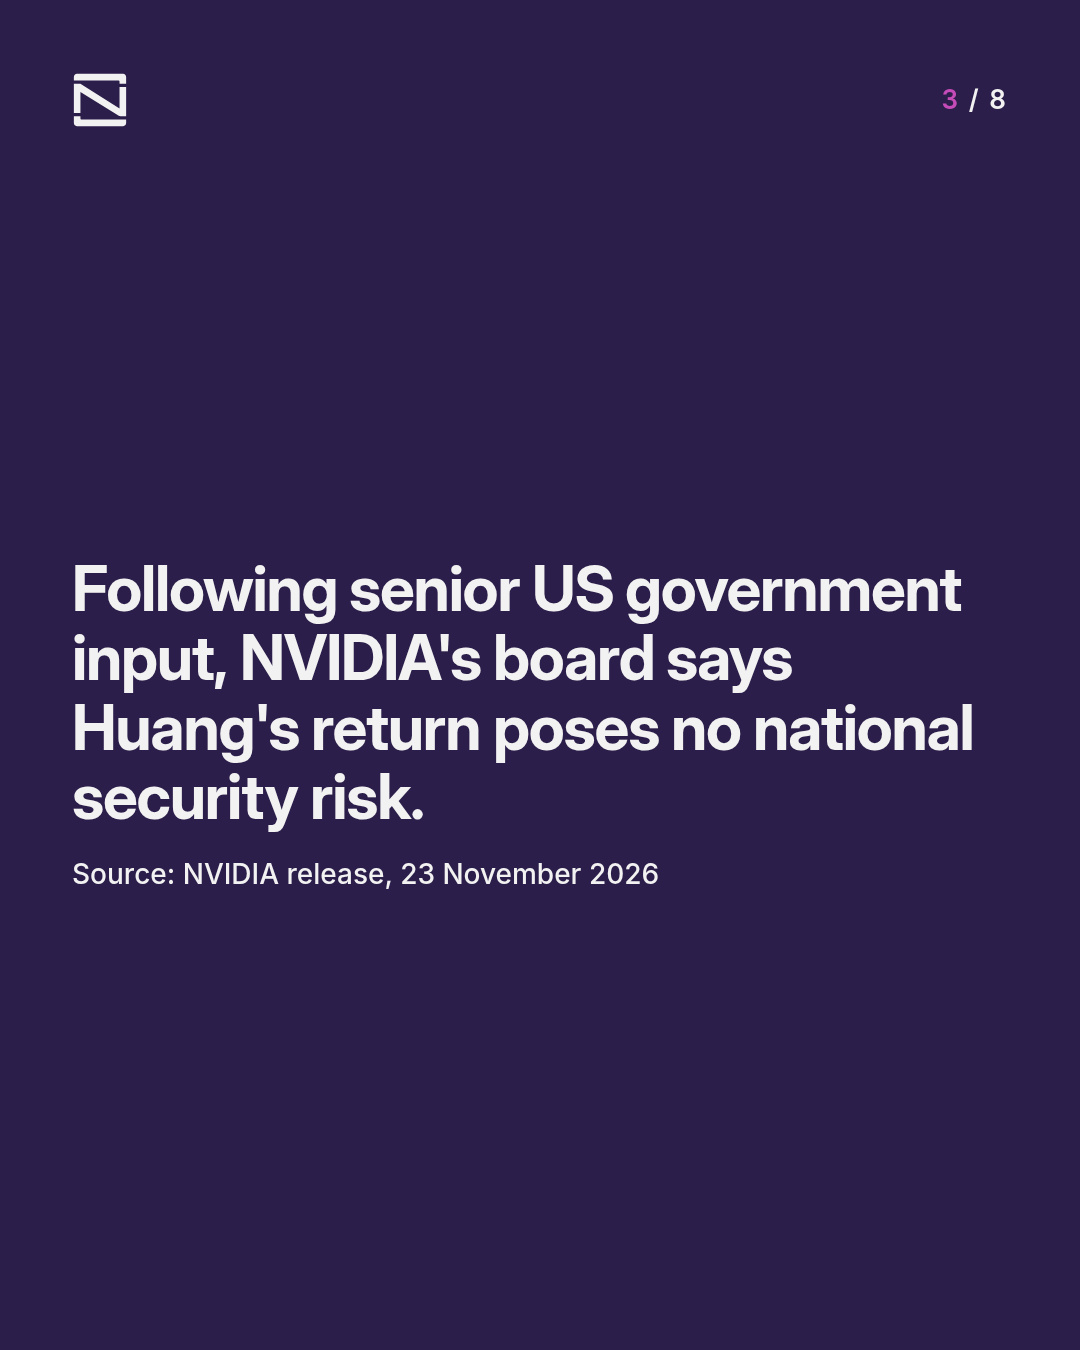 3 / 8
Following senior US government
input, NVIDIA's board says
Huang's return poses no national
security risk.
Source: NVIDIA release, 23 November 2026